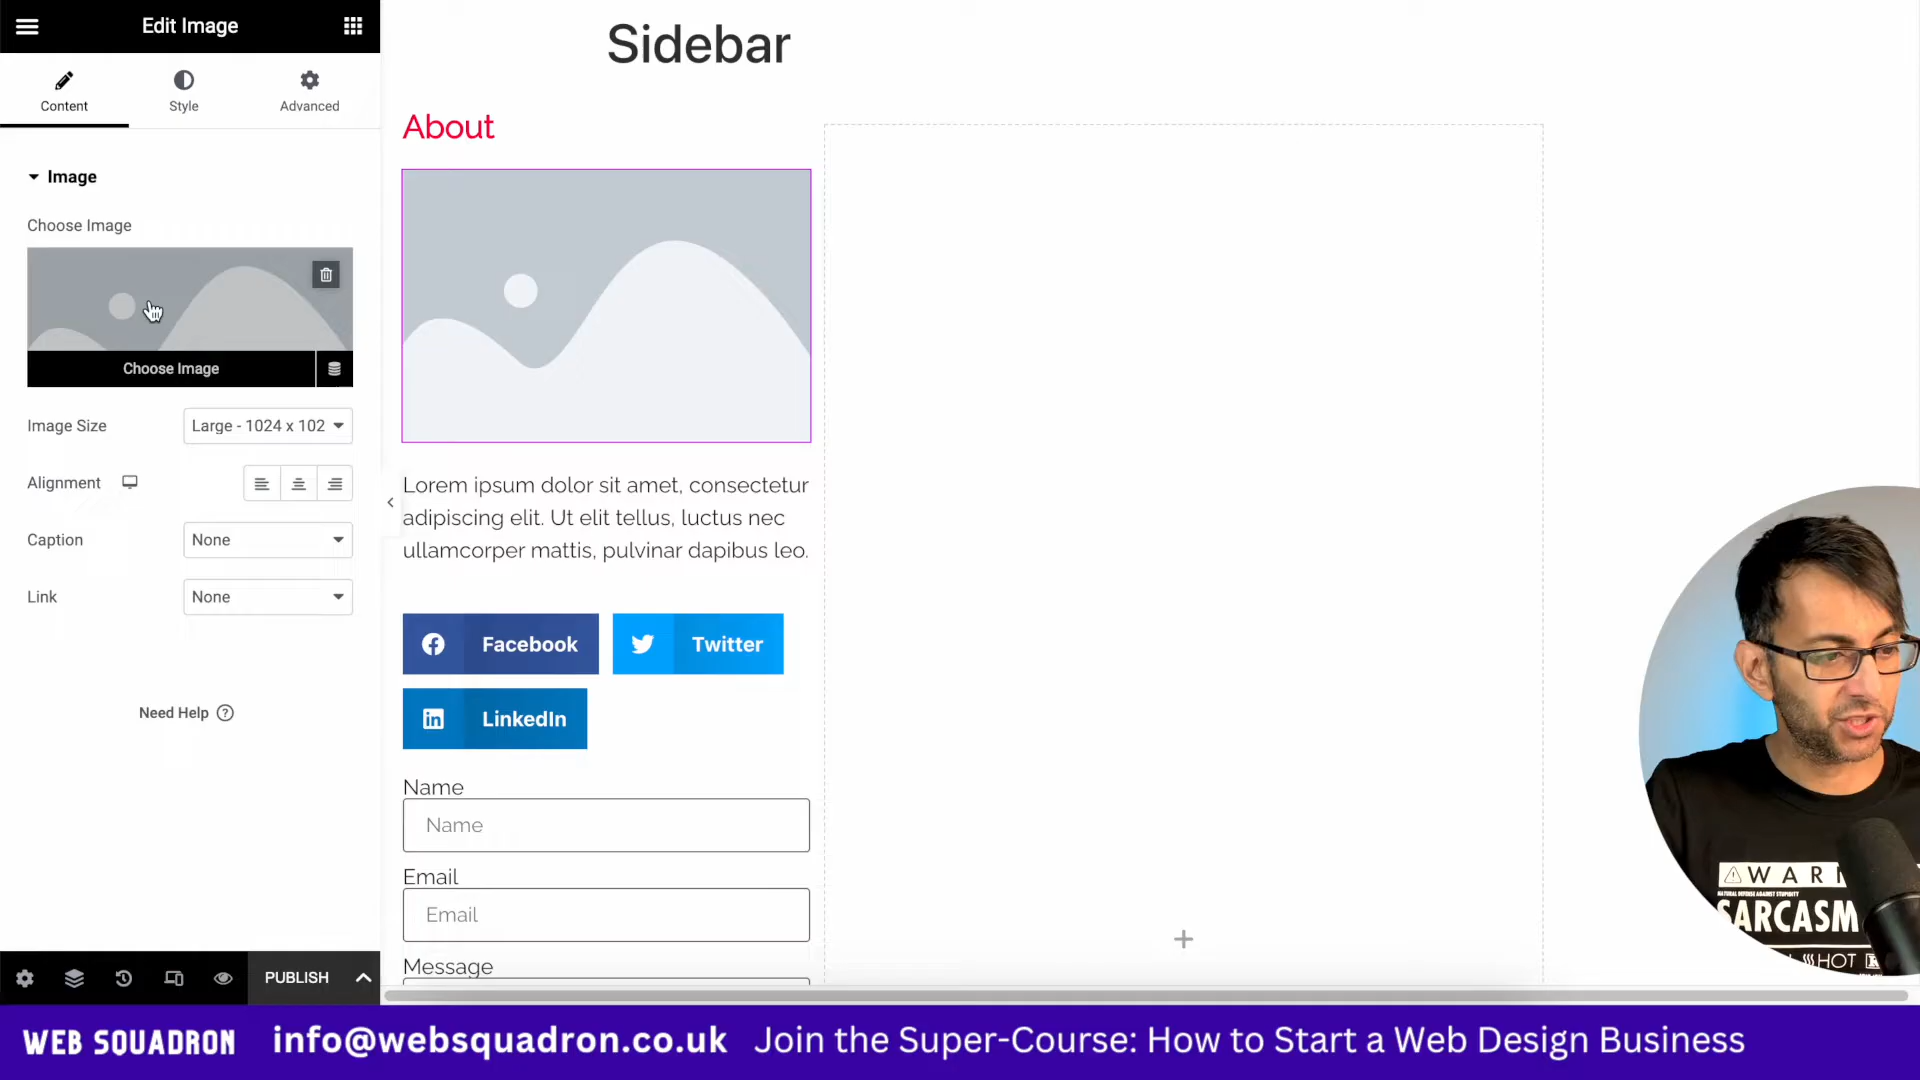 Edit Image
Content
Style
Advanced
Image
Choose Image
Choose Image
Image Size
Large - 1024 x 102
Alignment
Caption
None
Link
None
Need Help
PUBLISH
Sidebar
About
Lorem ipsum dolor sit amet, consectetur
adipiscing elit. Ut elit tellus, luctus nec
ullamcorper mattis, pulvinar dapibus leo.
Facebook
Twitter
LinkedIn
Name
Name
Email
Email
Message
WARI
SARCASM
HOT
WEB SQUADRON
info@websquadron.co.uk
Join the Super-Course: How to Start a Web Design Business